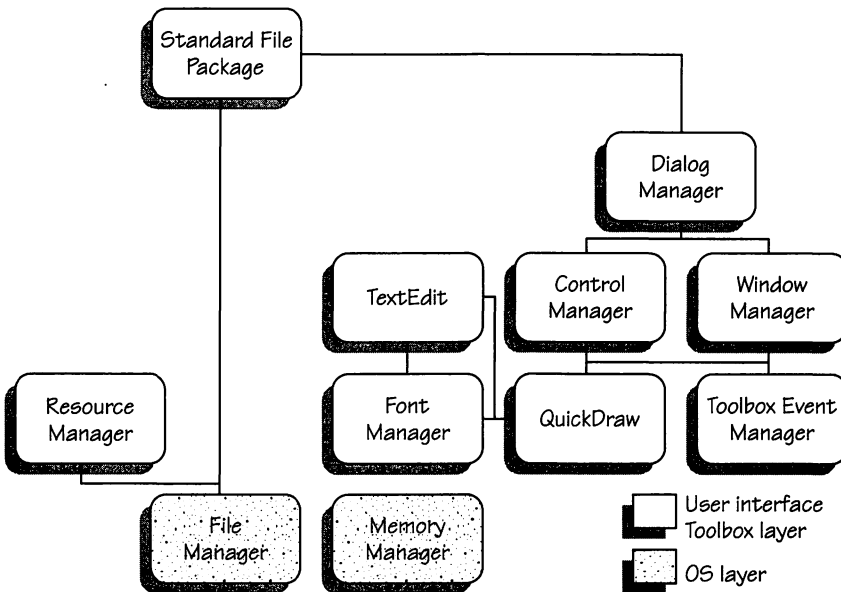 Standard File
Package
Dialog
Manager
TextEdit
Control
Manager
Window
Manager
Resource
Manager
Font
Manager
QuickDraw
Toolbox Event
Manager
File
Manager
Memory
Manager
User interface
Toolbox layer
OS layer